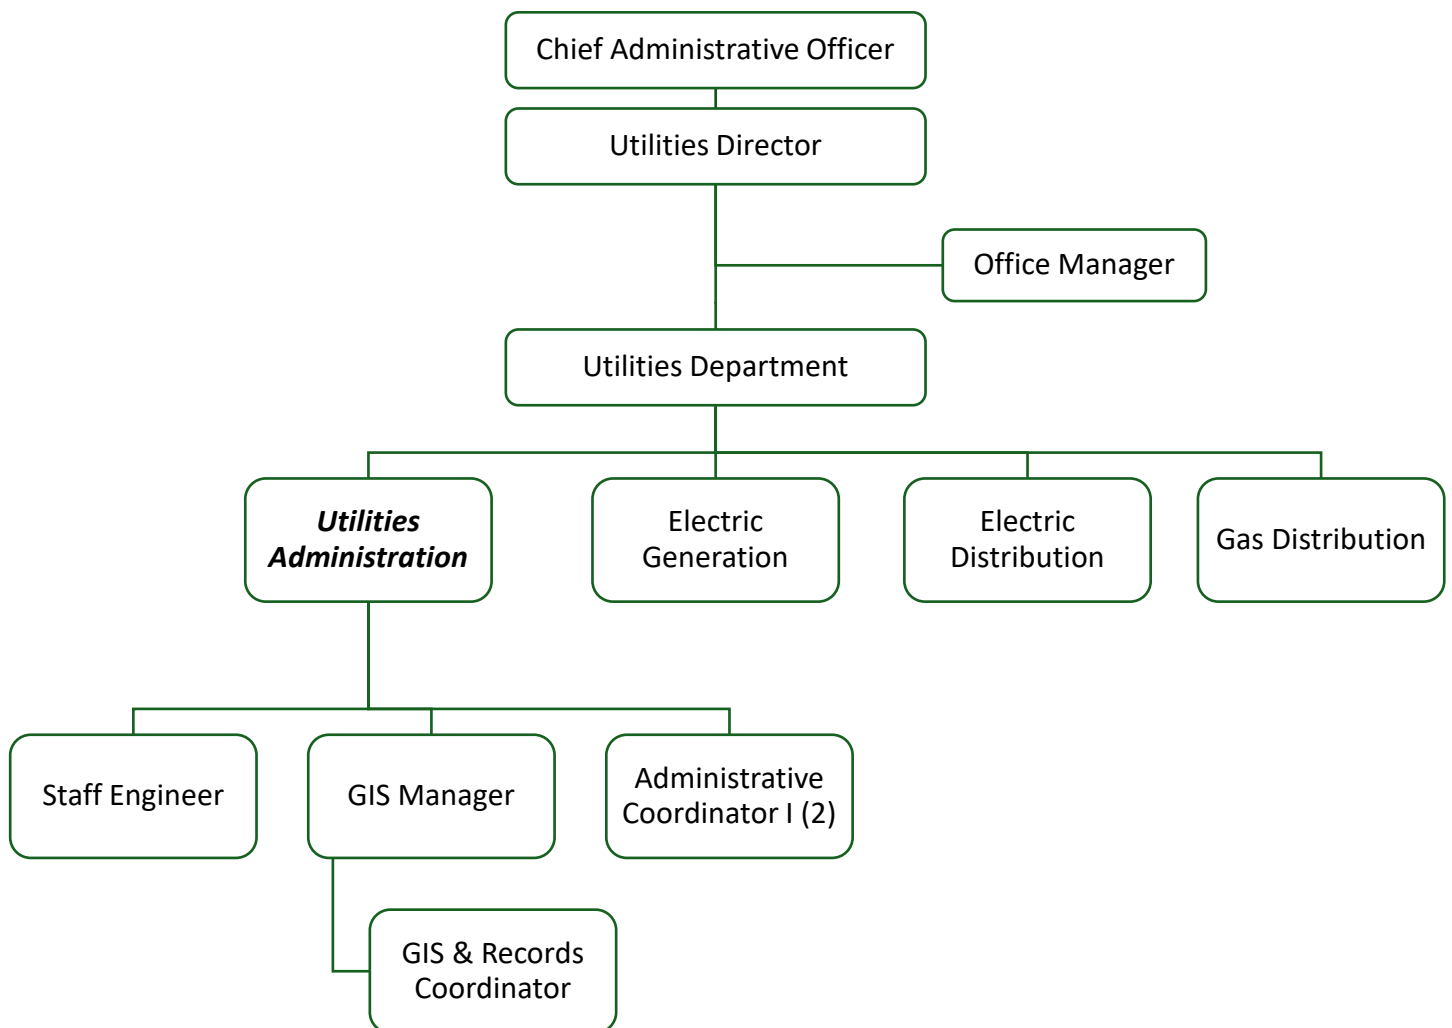 Chief Administrative Officer
Utilities Director
Office Manager
Utilities Department
Utilities
Administration
Electric
Generation
Electric
Distribution
Gas Distribution
Staff Engineer
GIS Manager
Administrative
Coordinator I (2)
GIS & Records
Coordinator